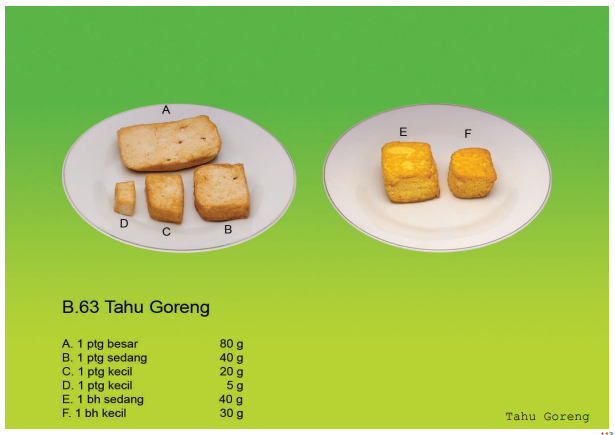 A
E
F
D
C
B
B.63 Tahu Goreng
A. 1 ptg besar 80 g
B. 1 ptg sedang 40 g
C. 1 ptg kecil 20 g
D. 1 ptg kecil 5 g
E. 1 bh sedang 40 g
F. 1 bh kecil 30 g
Tahu Goreng
113